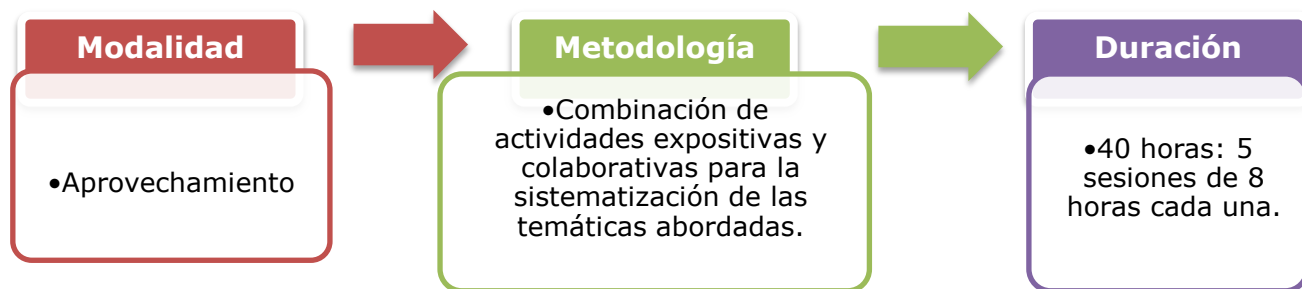 Modalidad
•Aprovechamiento
Metodología
•Combinación de
actividades expositivas y
colaborativas para la
sistematización de las
temáticas abordadas.
Duración
•40 horas: 5
sesiones de 8
horas cada una.